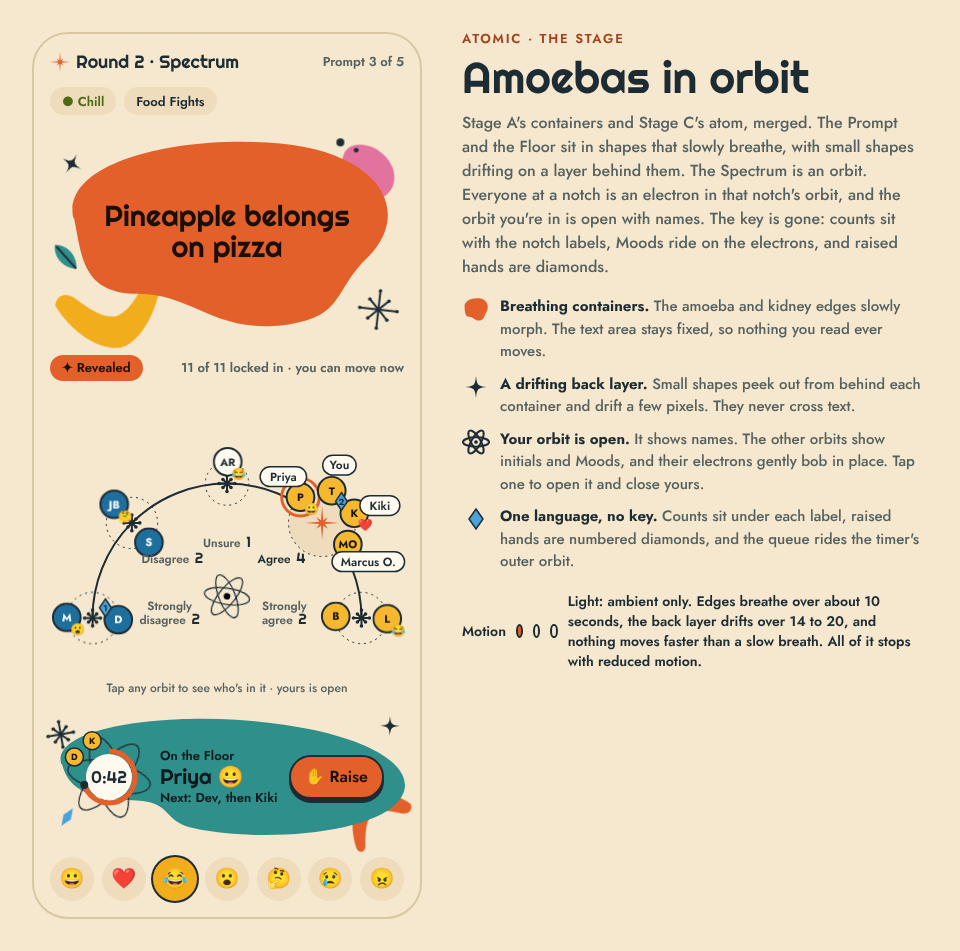 Round 2 · Spectrum
Prompt 3 of 5
Chill
Food Fights
Pineapple belongs
on pizza
✦ Revealed
11 of 11 locked in · you can move now
AR
You
Priya
P
T
2
K
Kiki
JB
S
MO
Marcus O.
Unsure 1
Disagree 2
Agree 4
M
1
D
Strongly
disagree 2
Strongly
agree 2
B
L
Tap any orbit to see who's in it · yours is open
K
D
0:42
On the Floor
Priya 😀
Next: Dev, then Kiki
✋ Raise
ATOMIC · THE STAGE
Amoebas in orbit
Stage A's containers and Stage C's atom, merged. The Prompt
and the Floor sit in shapes that slowly breathe, with small shapes
drifting on a layer behind them. The Spectrum is an orbit.
Everyone at a notch is an electron in that notch's orbit, and the
orbit you're in is open with names. The key is gone: counts sit
with the notch labels, Moods ride on the electrons, and raised
hands are diamonds.
Breathing containers. The amoeba and kidney edges slowly
morph. The text area stays fixed, so nothing you read ever
moves.
A drifting back layer. Small shapes peek out from behind each
container and drift a few pixels. They never cross text.
Your orbit is open. It shows names. The other orbits show
initials and Moods, and their electrons gently bob in place. Tap
one to open it and close yours.
One language, no key. Counts sit under each label, raised
hands are numbered diamonds, and the queue rides the timer's
outer orbit.
Motion
Light: ambient only. Edges breathe over about 10
seconds, the back layer drifts over 14 to 20, and
nothing moves faster than a slow breath. All of it stops
with reduced motion.